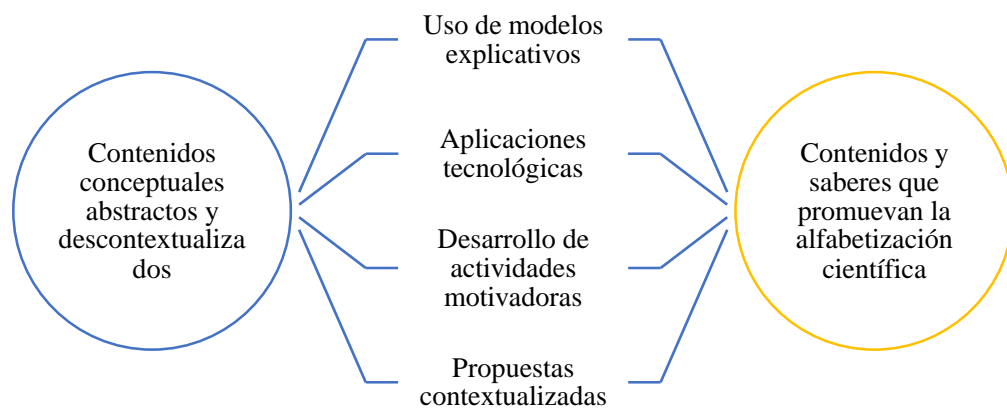 Contenidos
conceptuales
abstractos y
descontextualiza
dos
Uso de modelos
explicativos
Aplicaciones
tecnológicas
Desarrollo de
actividades
motivadoras
Propuestas
contextualizadas
Contenidos y
saberes que
promuevan la
alfabetización
científica